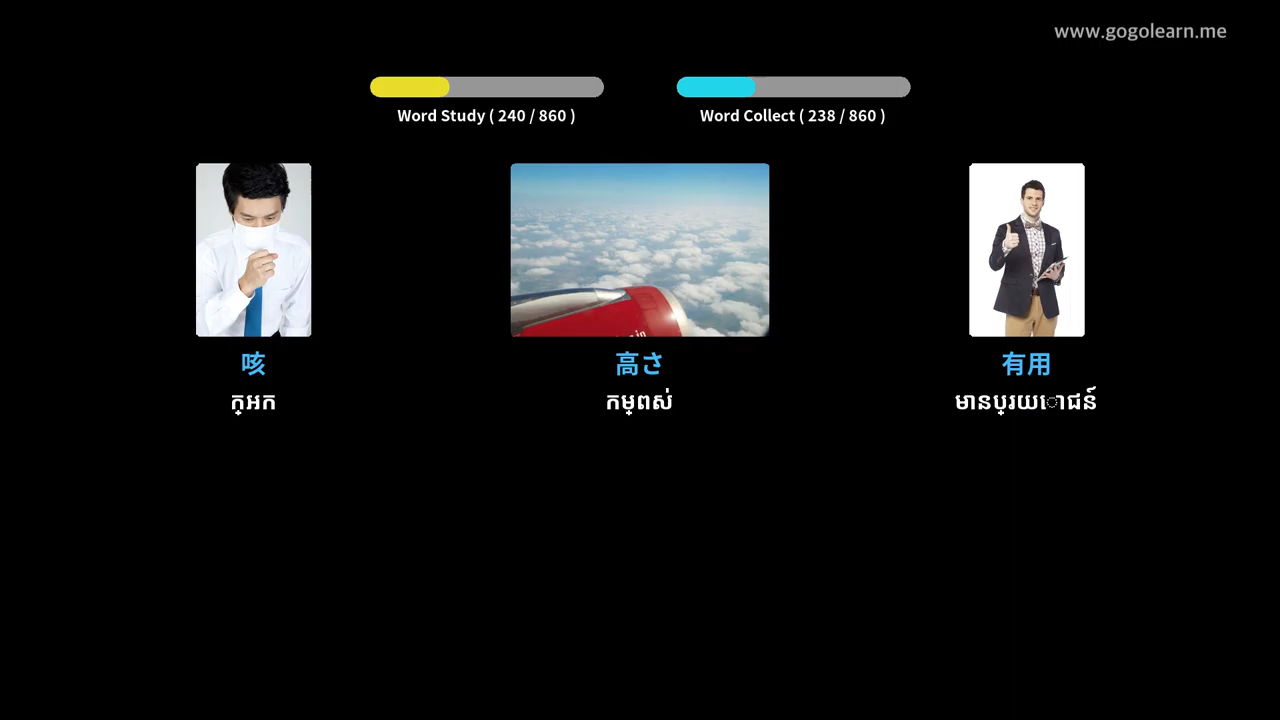 www.gogolearn.me
Word Study ( 240 / 860 )
Word Collect ( 238 / 860 )
咳
高さ
有用
ក្អក
កម្ពស់
មានប្រយោជន៍